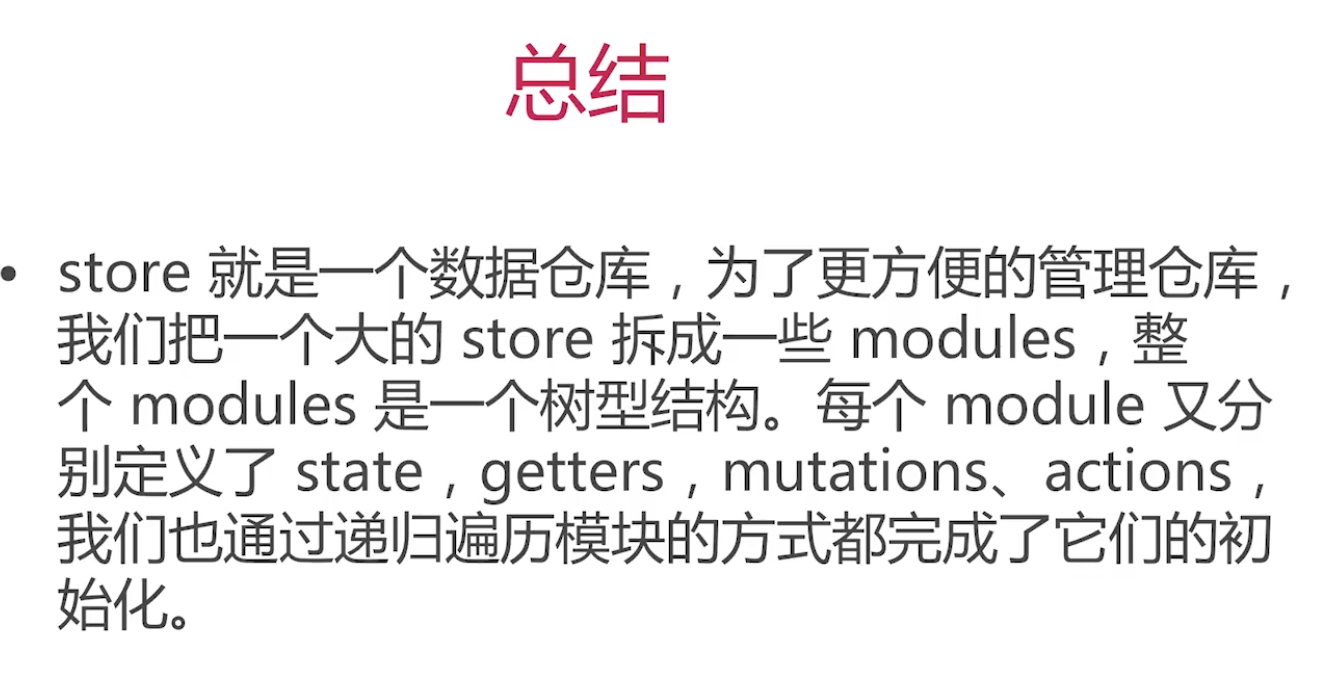 总结
• store 就是一个数据仓库，为了更方便的管理仓库，
我们把一个大的 store 拆成一些 modules，整
个 modules 是一个树型结构。每个 module 又分
别定义了 state，getters，mutations、actions，
我们也通过递归遍历模块的方式都完成了它们的初
始化。